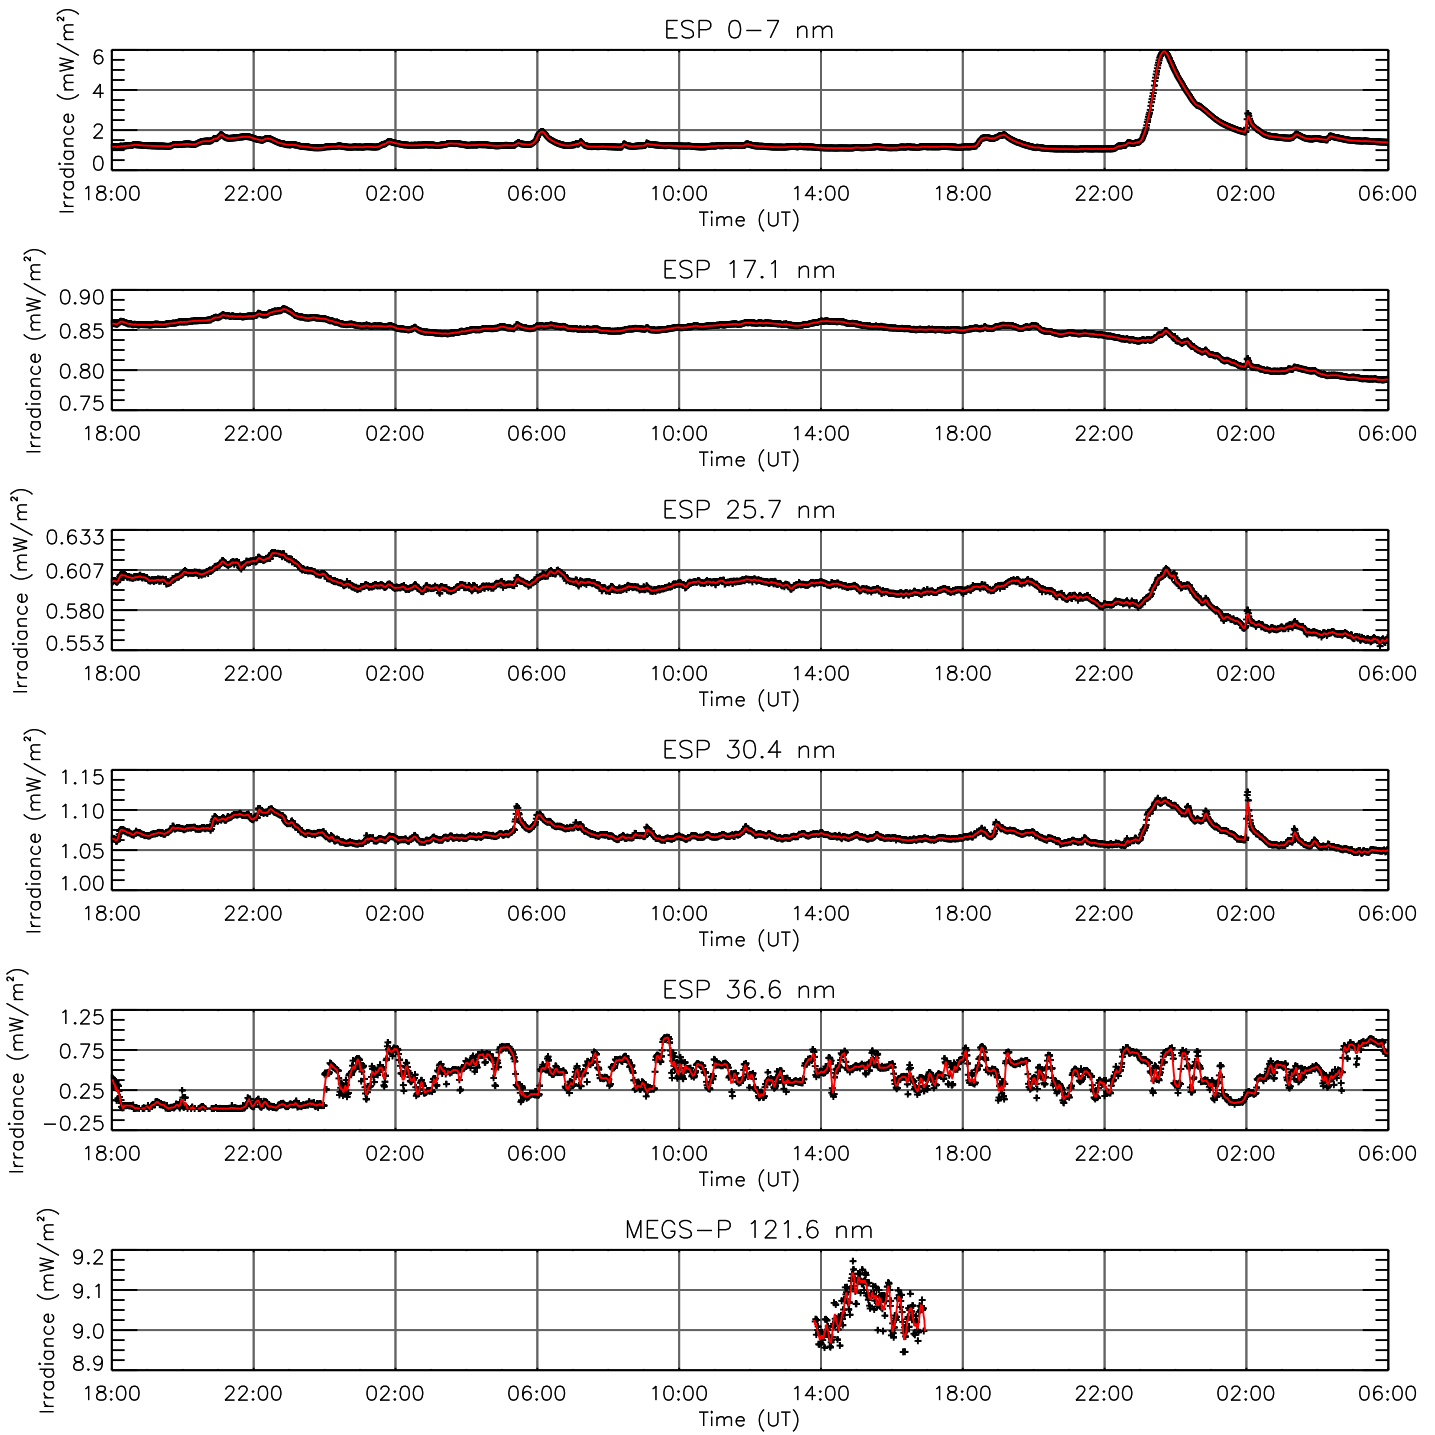 ESP 0-7 nm
Irradiance (mW/m²)
6
4
2
0
18:00 22:00 02:00 06:00 10:00 14:00 18:00 22:00 02:00 06:00
Time (UT)
ESP 17.1 nm
Irradiance (mW/m²)
0.90
0.85
0.80
0.75
18:00 22:00 02:00 06:00 10:00 14:00 18:00 22:00 02:00 06:00
Time (UT)
ESP 25.7 nm
Irradiance (mW/m²)
0.633
0.607
0.580
0.553
18:00 22:00 02:00 06:00 10:00 14:00 18:00 22:00 02:00 06:00
Time (UT)
ESP 30.4 nm
Irradiance (mW/m²)
1.15
1.10
1.05
1.00
18:00 22:00 02:00 06:00 10:00 14:00 18:00 22:00 02:00 06:00
Time (UT)
ESP 36.6 nm
Irradiance (mW/m²)
1.25
0.75
0.25
-0.25
18:00 22:00 02:00 06:00 10:00 14:00 18:00 22:00 02:00 06:00
Time (UT)
MEGS-P 121.6 nm
Irradiance (mW/m²)
9.2
9.1
9.0
8.9
18:00 22:00 02:00 06:00 10:00 14:00 18:00 22:00 02:00 06:00
Time (UT)